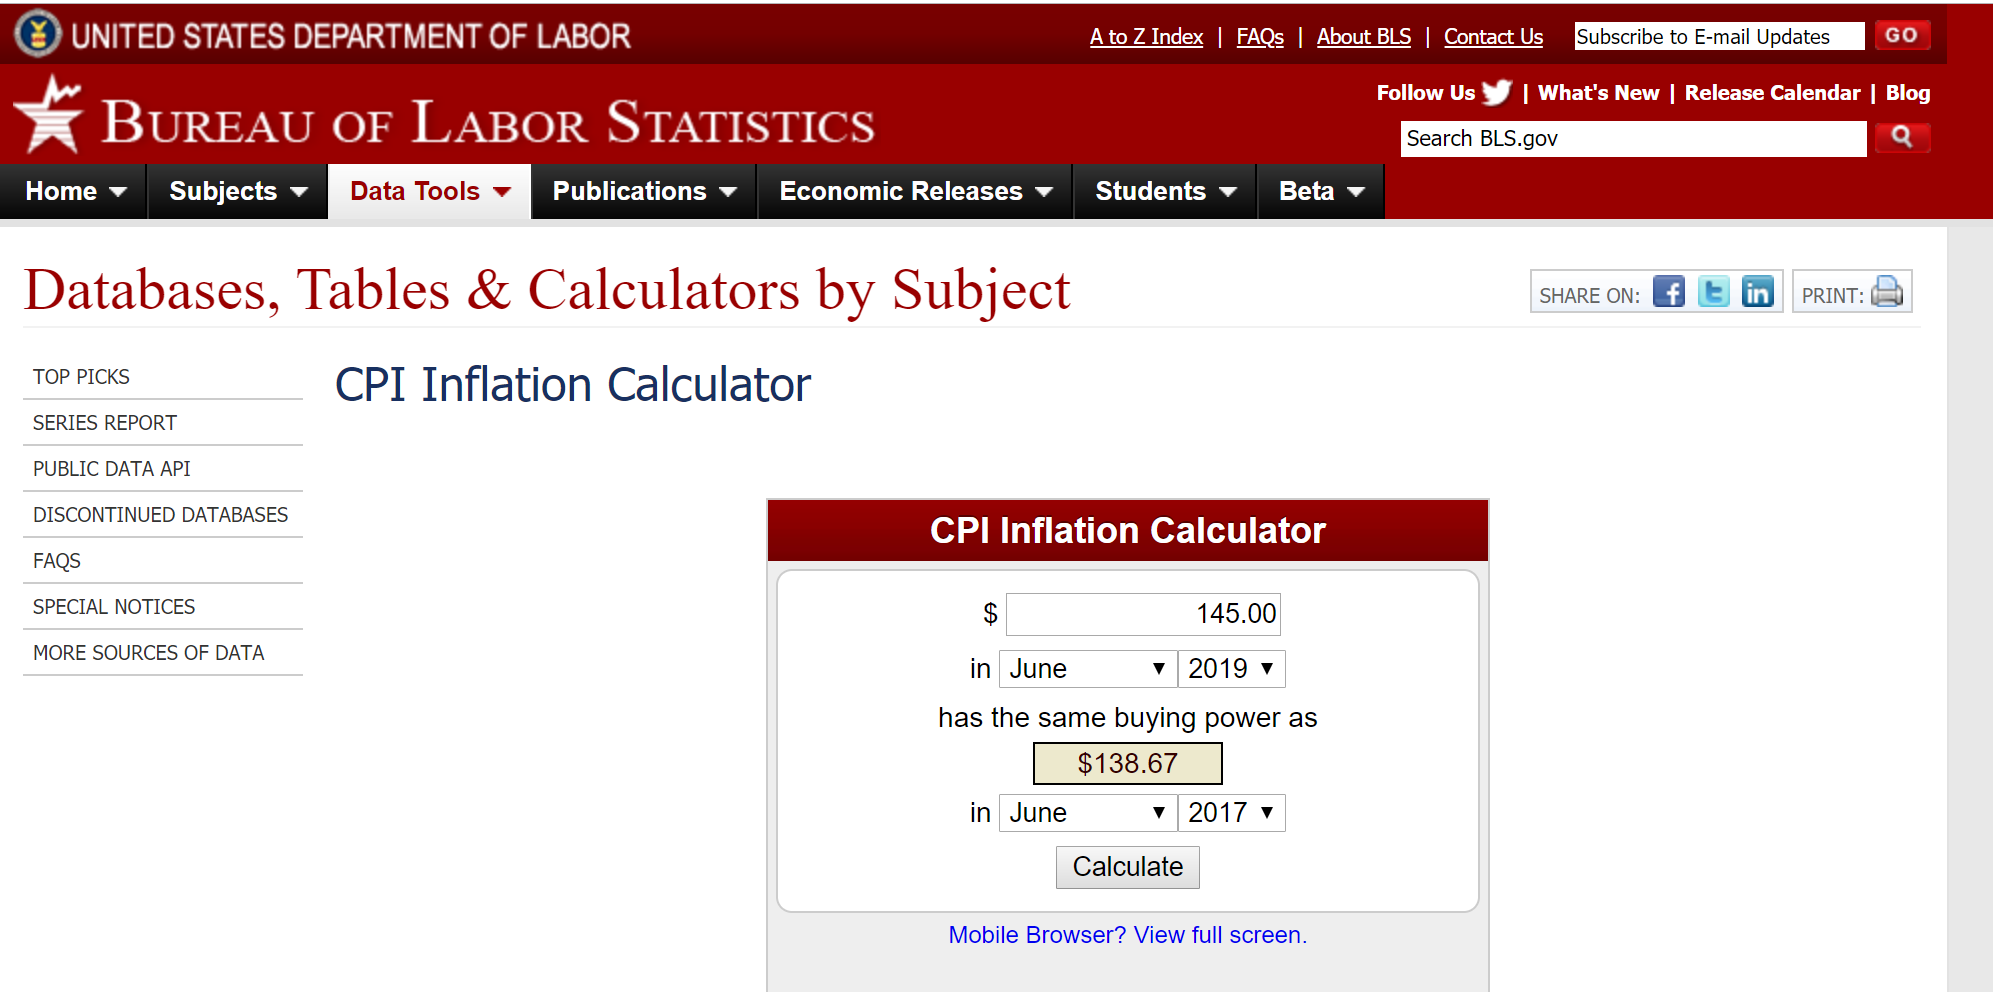 UNITED STATES DEPARTMENT OF LABOR
A to Z Index | FAQs | About BLS | Contact Us
Subscribe to E-mail Updates
GO
BUREAU OF LABOR STATISTICS
Follow Us | What's New | Release Calendar | Blog
Search BLS.gov
Home Subjects Data Tools Publications Economic Releases Students Beta
Databases, Tables & Calculators by Subject
SHARE ON:
PRINT:
TOP PICKS
SERIES REPORT
PUBLIC DATA API
DISCONTINUED DATABASES
FAQS
SPECIAL NOTICES
MORE SOURCES OF DATA
CPI Inflation Calculator
CPI Inflation Calculator
$ 145.00
in June 2019
has the same buying power as
$138.67
in June 2017
Calculate
Mobile Browser? View full screen.